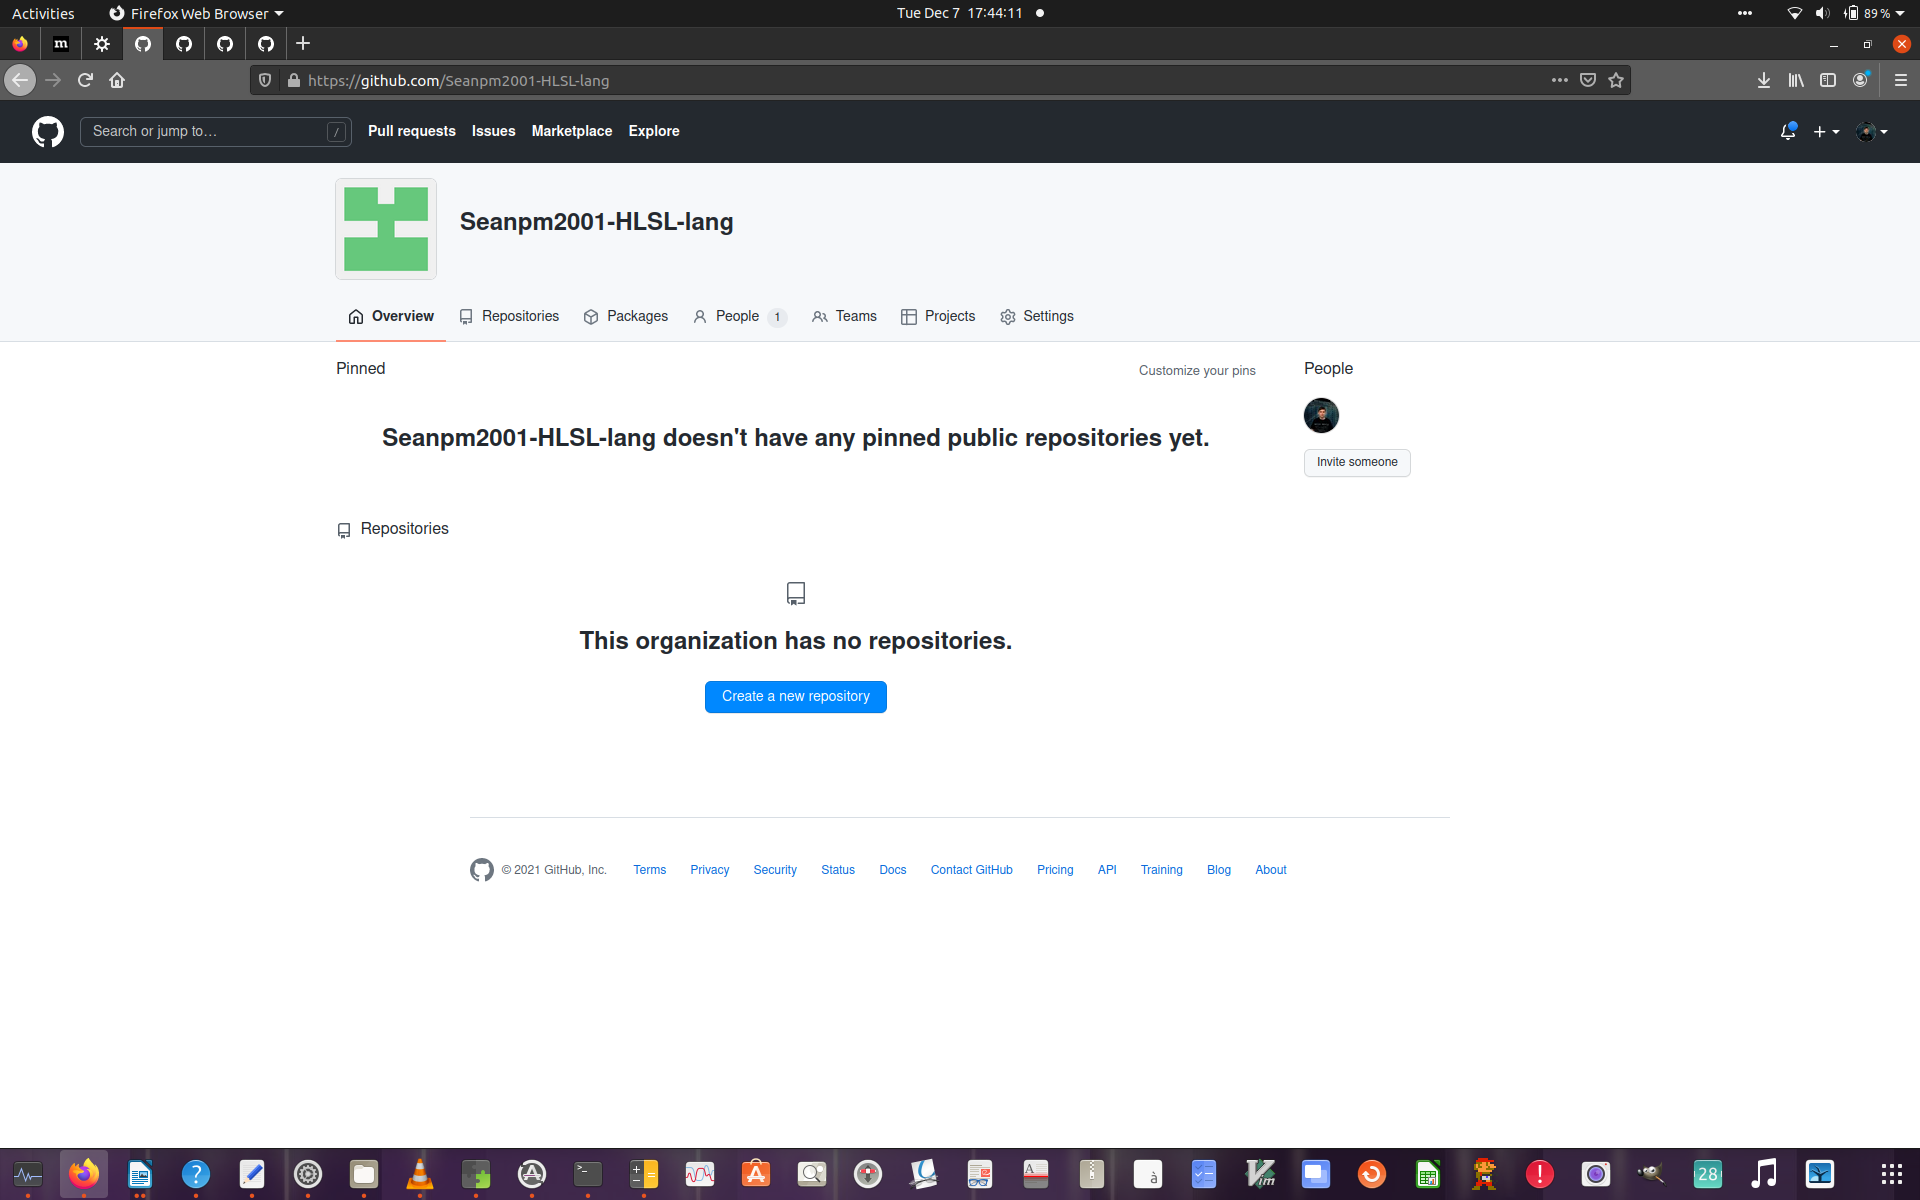 Activities Firefox Web Browser Tue Dec 7 17:44:11 89 %
m
https://github.com/Seanpm2001-HLSL-lang
Search or jump to… / Pull requests Issues Marketplace Explore
Seanpm2001-HLSL-lang
Overview Repositories Packages People 1 Teams Projects Settings
Pinned Customize your pins People
Seanpm2001-HLSL-lang doesn't have any pinned public repositories yet.
Invite someone
Repositories
This organization has no repositories.
Create a new repository
© 2021 GitHub, Inc. Terms Privacy Security Status Docs Contact GitHub Pricing API Training Blog About
28